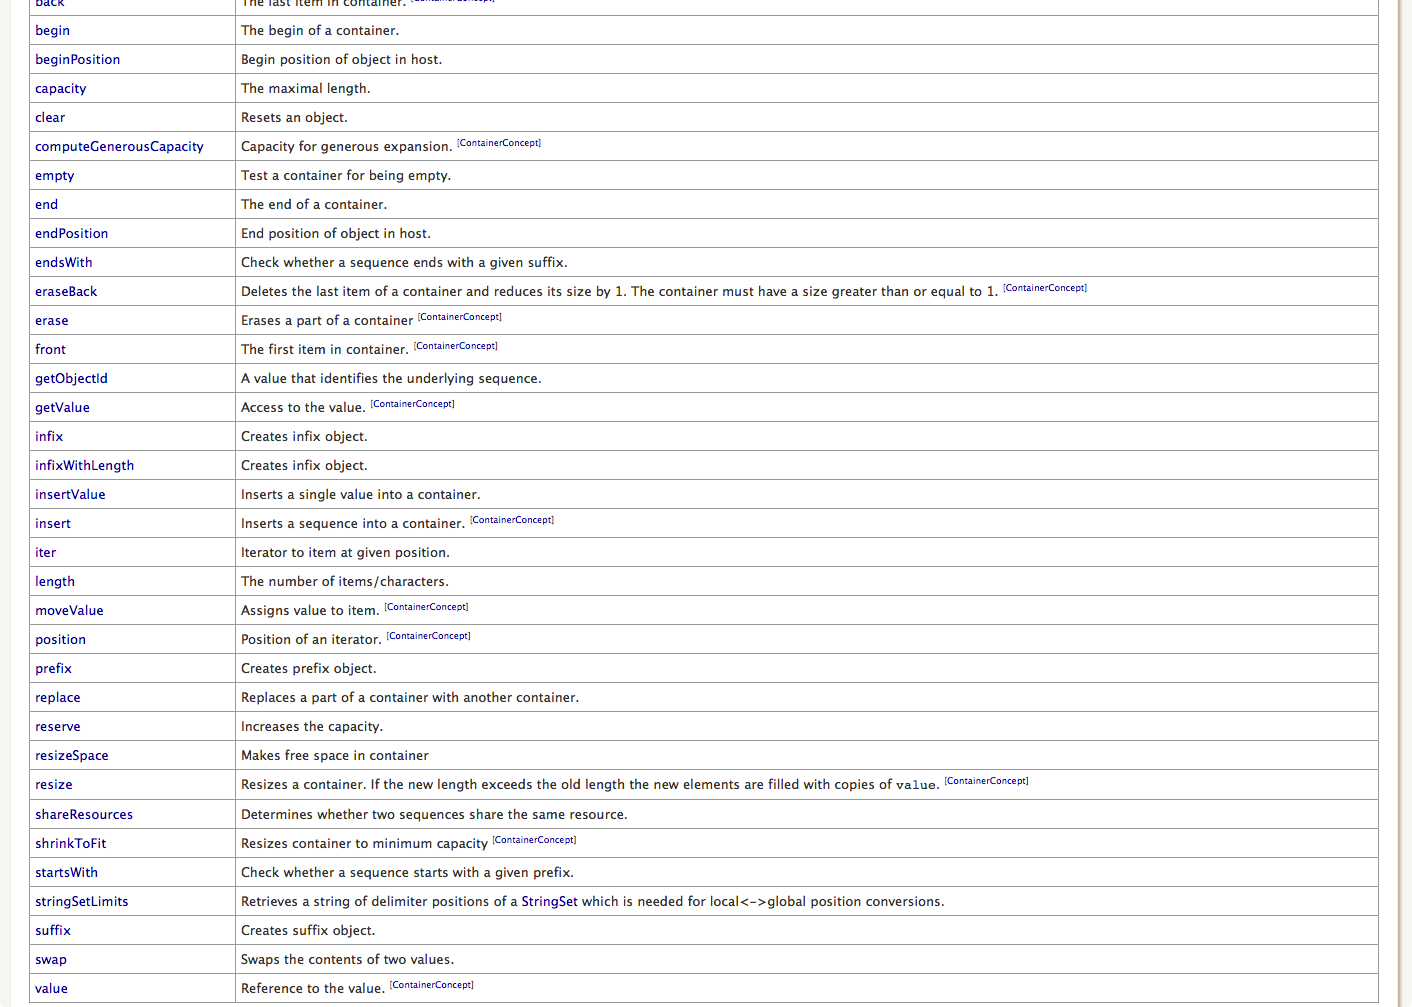 back The last item in container. [ContainerConcept]
begin The begin of a container.
beginPosition Begin position of object in host.
capacity The maximal length.
clear Resets an object.
computeGenerousCapacity Capacity for generous expansion. [ContainerConcept]
empty Test a container for being empty.
end The end of a container.
endPosition End position of object in host.
endsWith Check whether a sequence ends with a given suffix.
eraseBack Deletes the last item of a container and reduces its size by 1. The container must have a size greater than or equal to 1. [ContainerConcept]
erase Erases a part of a container [ContainerConcept]
front The first item in container. [ContainerConcept]
getObjectId A value that identifies the underlying sequence.
getValue Access to the value. [ContainerConcept]
infix Creates infix object.
infixWithLength Creates infix object.
insertValue Inserts a single value into a container.
insert Inserts a sequence into a container. [ContainerConcept]
iter Iterator to item at given position.
length The number of items/characters.
moveValue Assigns value to item. [ContainerConcept]
position Position of an iterator. [ContainerConcept]
prefix Creates prefix object.
replace Replaces a part of a container with another container.
reserve Increases the capacity.
resizeSpace Makes free space in container
resize Resizes a container. If the new length exceeds the old length the new elements are filled with copies of value. [ContainerConcept]
shareResources Determines whether two sequences share the same resource.
shrinkToFit Resizes container to minimum capacity [ContainerConcept]
startsWith Check whether a sequence starts with a given prefix.
stringSetLimits Retrieves a string of delimiter positions of a StringSet which is needed for local<->global position conversions.
suffix Creates suffix object.
swap Swaps the contents of two values.
value Reference to the value. [ContainerConcept]